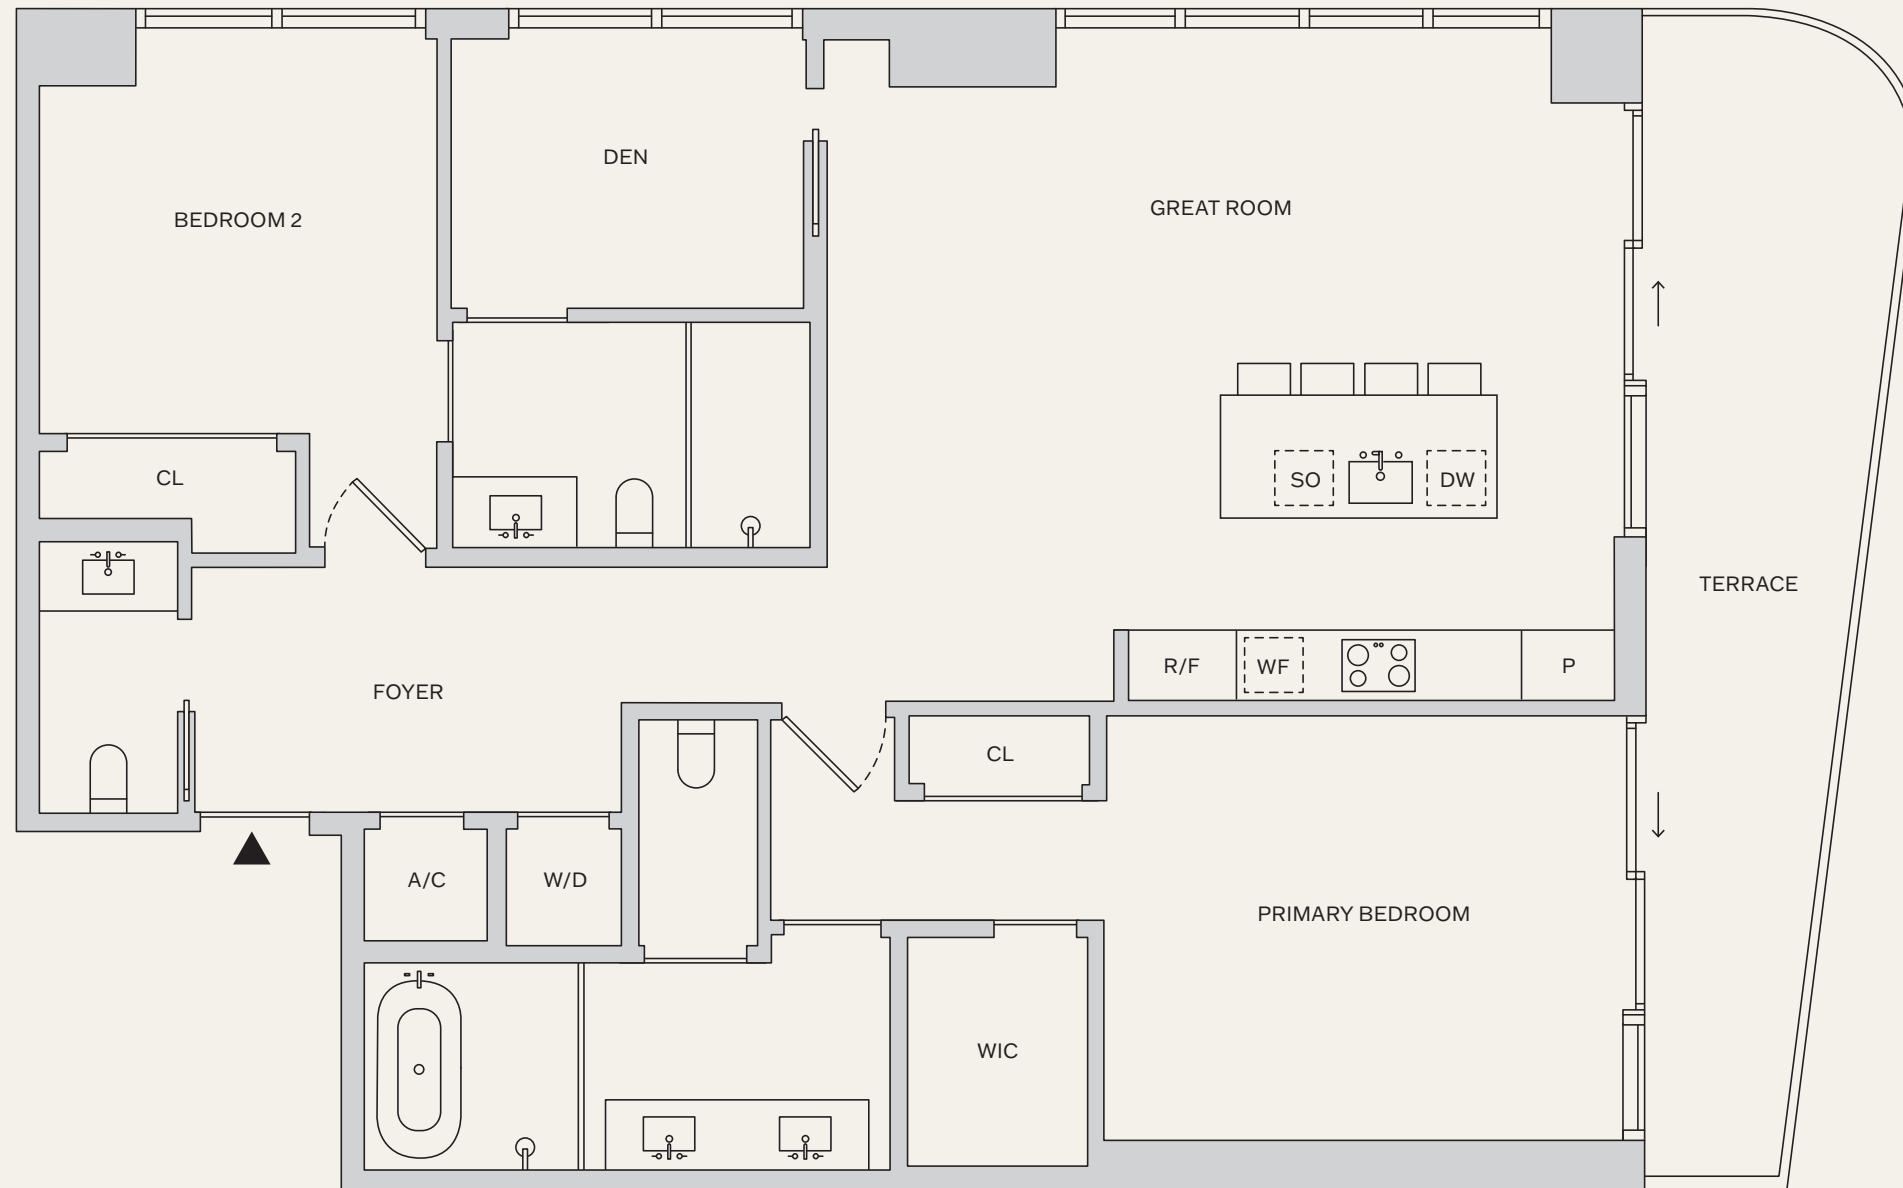 DEN
BEDROOM 2
GREAT ROOM
CL
SO
DW
TERRACE
R/F
WF
P
FOYER
CL
A/C
W/D
PRIMARY BEDROOM
WIC